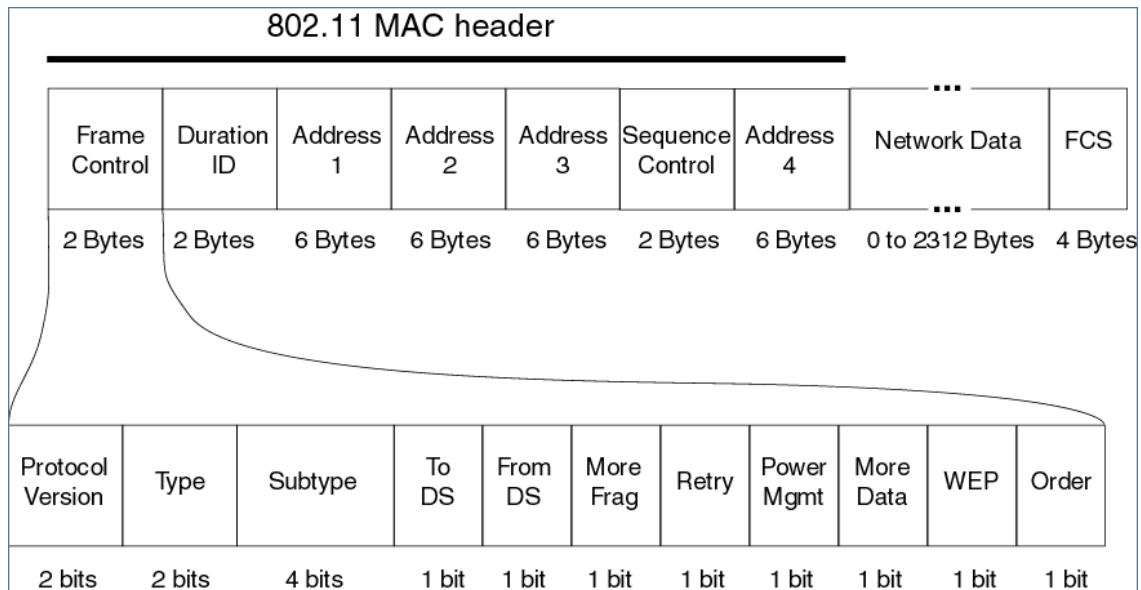 802.11 MAC header
...
Frame Control
Duration ID
Address 1
Address 2
Address 3
Sequence Control
Address 4
Network Data
FCS
...
2 Bytes
2 Bytes
6 Bytes
6 Bytes
6 Bytes
2 Bytes
6 Bytes
0 to 2312 Bytes
4 Bytes
Protocol Version
Type
Subtype
To DS
From DS
More Frag
Retry
Power Mgmt
More Data
WEP
Order
2 bits
2 bits
4 bits
1 bit
1 bit
1 bit
1 bit
1 bit
1 bit
1 bit
1 bit